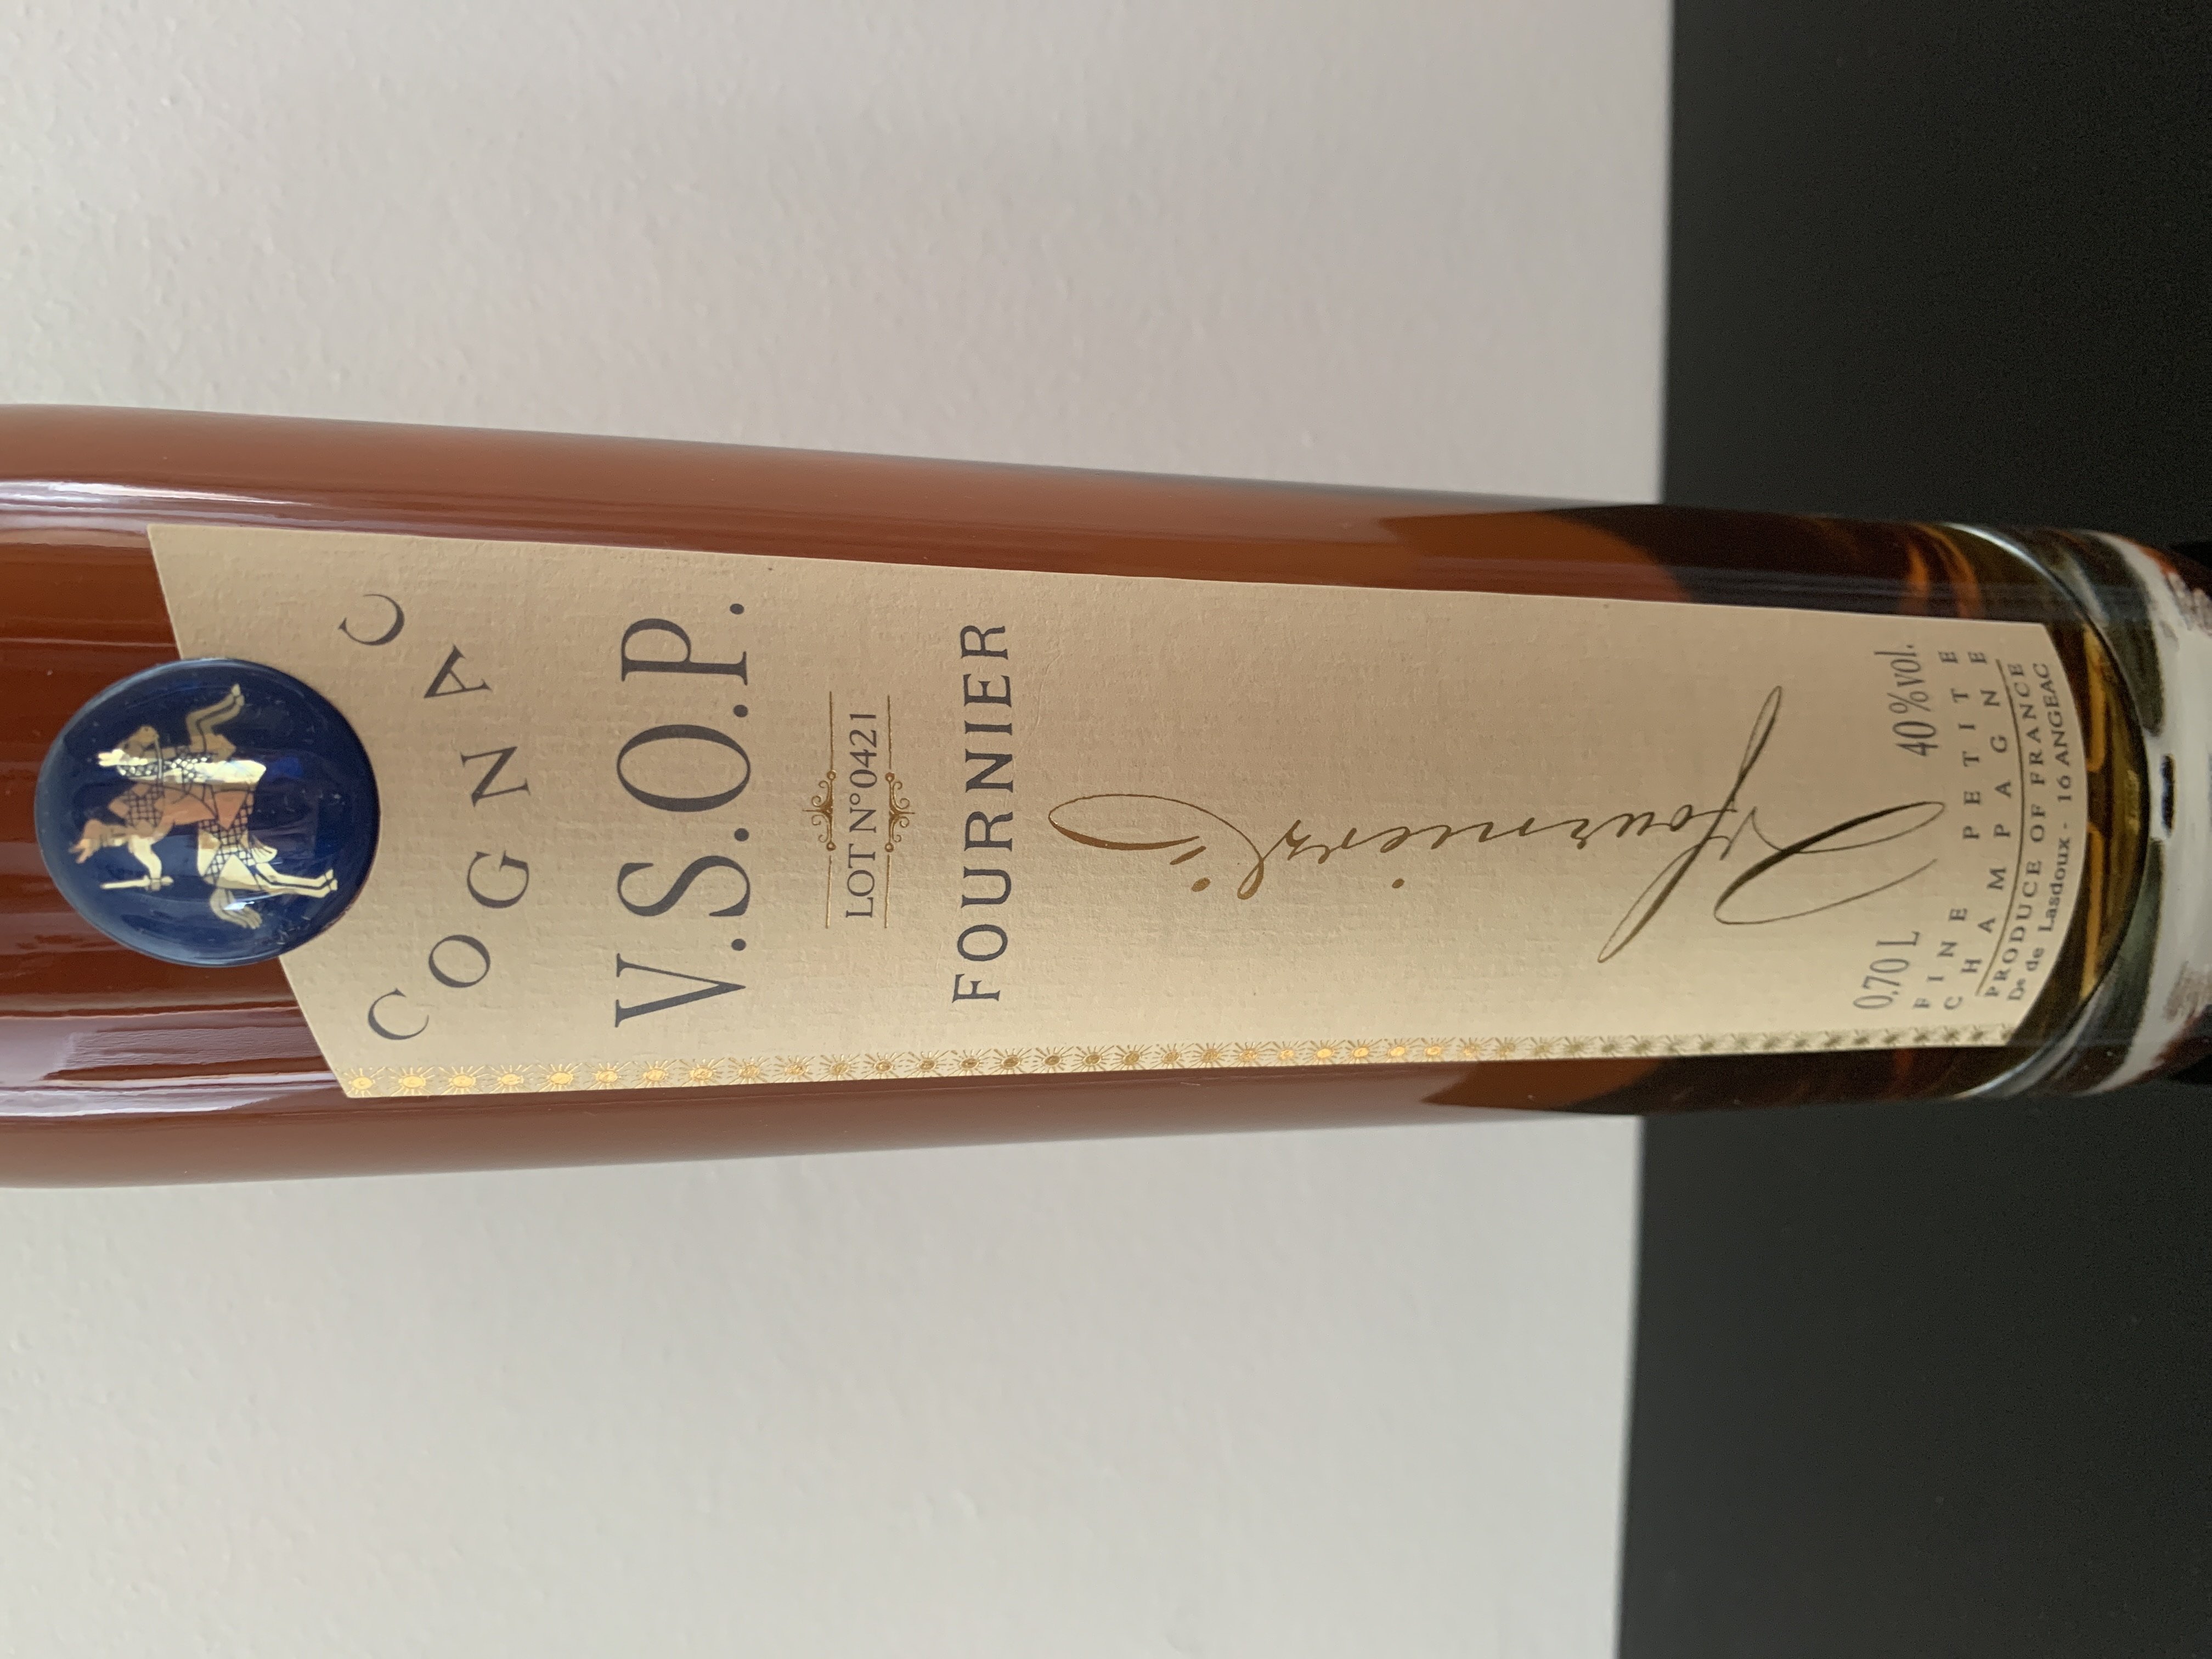 COGNAC
V.S.O.P.
LOT N°0421
FOURNIER
0,70 L 40%vol.
FINE PETITE
CHAMPAGNE
PRODUCE OF FRANCE
Dᵉ de Lasdoux - 16 ANGEAC